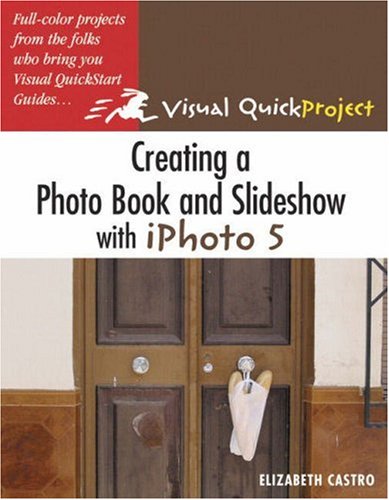 Full-color projects
from the folks
who bring you
Visual QuickStart
Guides...
Visual QuickProject
Creating a
Photo Book and Slideshow
with iPhoto 5
ELIZABETH CASTRO